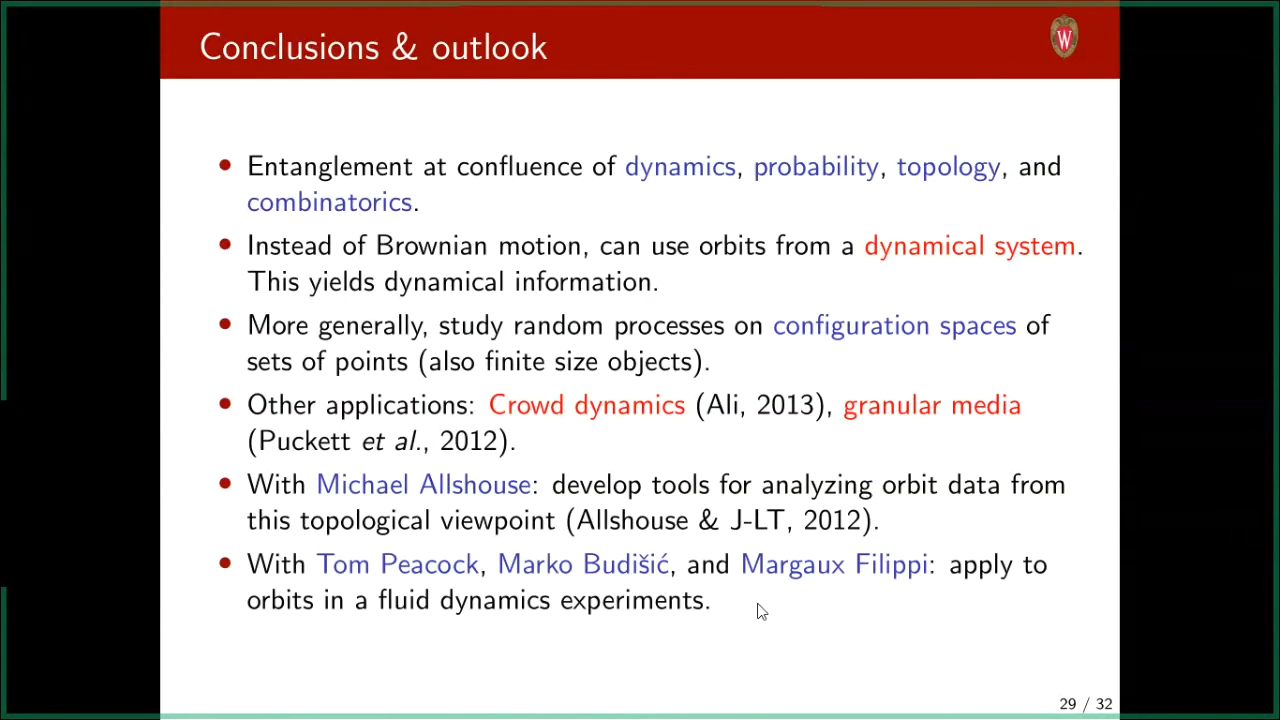 Conclusions & outlook
W
• Entanglement at confluence of dynamics, probability, topology, and
combinatorics.
• Instead of Brownian motion, can use orbits from a dynamical system.
This yields dynamical information.
• More generally, study random processes on configuration spaces of
sets of points (also finite size objects).
• Other applications: Crowd dynamics (Ali, 2013), granular media
(Puckett et al., 2012).
• With Michael Allshouse: develop tools for analyzing orbit data from
this topological viewpoint (Allshouse & J-LT, 2012).
• With Tom Peacock, Marko Budišić, and Margaux Filippi: apply to
orbits in a fluid dynamics experiments.
29 / 32